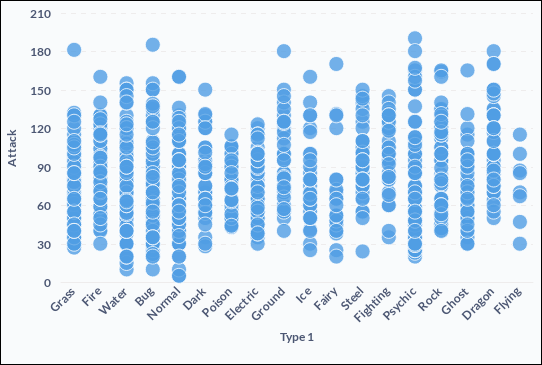 210
180
150
120
90
60
30
0
Attack
Grass
Fire
Water
Bug
Normal
Dark
Poison
Electric
Ground
Ice
Fairy
Steel
Fighting
Psychic
Rock
Ghost
Dragon
Flying
Type 1